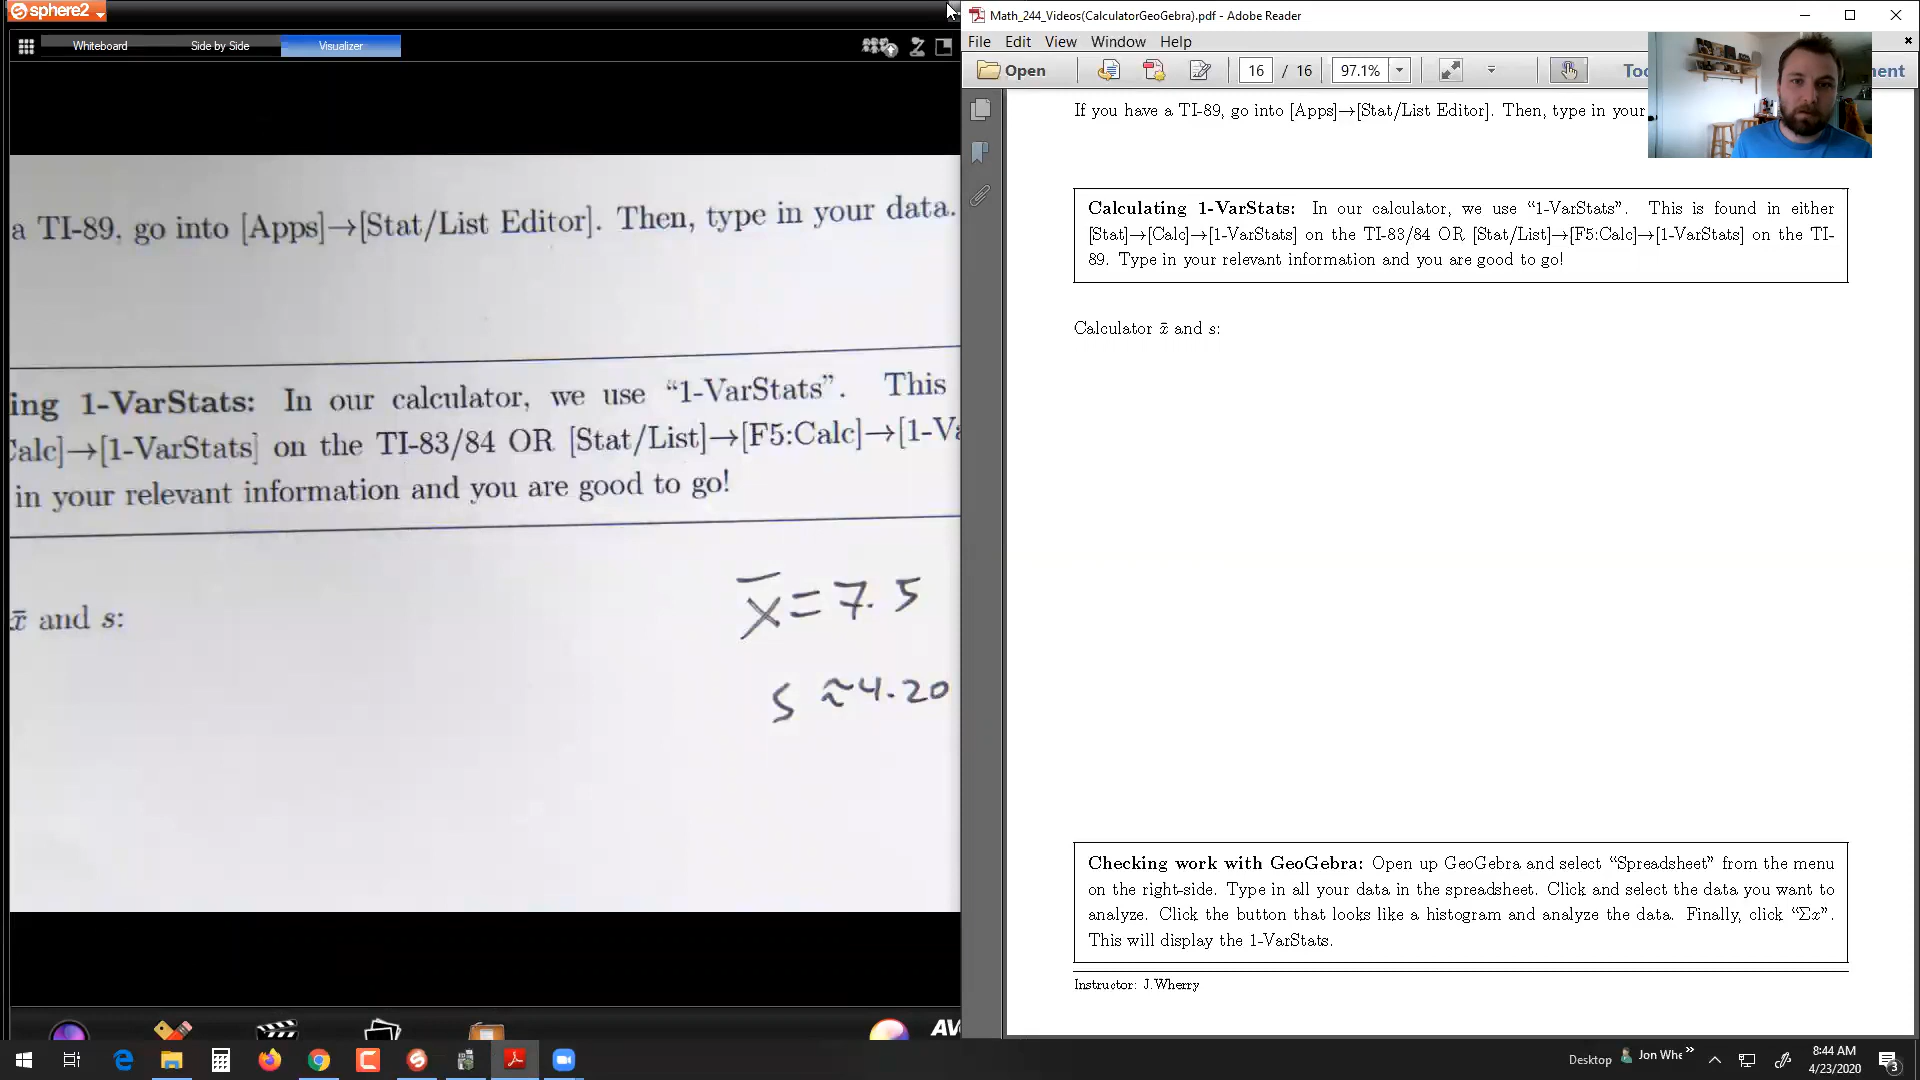 sphere2
Whiteboard
Side by Side
Visualizer
a TI-89, go into [Apps]→[Stat/List Editor]. Then, type in your data.
ing 1-VarStats: In our calculator, we use “1-VarStats”. This
Calc]→[1-VarStats] on the TI-83/84 OR [Stat/List]→[F5:Calc]→[1-Va
in your relevant information and you are good to go!
x̄ and s:
x̄ = 7.5
s ≈ 4.20
AV
Math_244_Videos(CalculatorGeoGebra).pdf - Adobe Reader
File Edit View Window Help
Open 16 / 16 97.1% Too ment
If you have a TI-89, go into [Apps]→[Stat/List Editor]. Then, type in your
Calculating 1-VarStats: In our calculator, we use “1-VarStats”. This is found in either
[Stat]→[Calc]→[1-VarStats] on the TI-83/84 OR [Stat/List]→[F5:Calc]→[1-VarStats] on the TI-
89. Type in your relevant information and you are good to go!
Calculator x̄ and s:
Checking work with GeoGebra: Open up GeoGebra and select “Spreadsheet” from the menu
on the right-side. Type in all your data in the spreadsheet. Click and select the data you want to
analyze. Click the button that looks like a histogram and analyze the data. Finally, click “Σx”.
This will display the 1-VarStats.
Instructor: J.Wherry
Desktop
Jon Whe
8:44 AM
4/23/2020
3